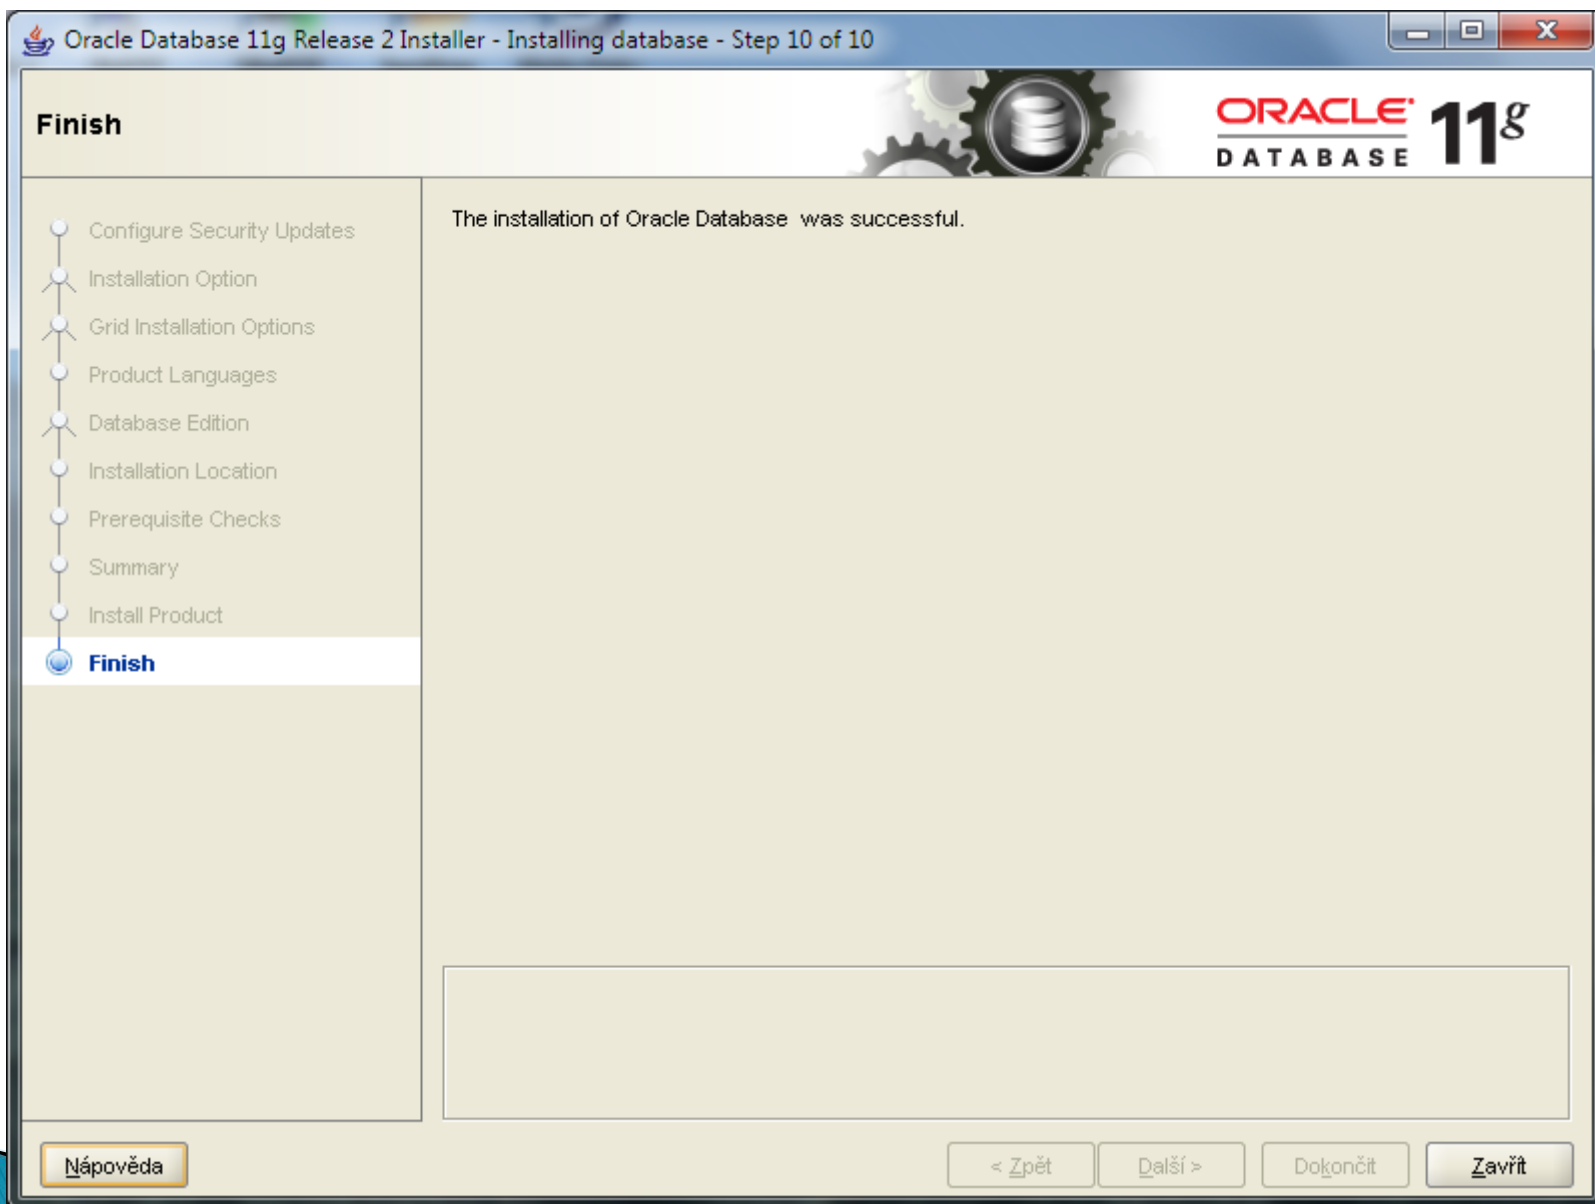 Oracle Database 11g Release 2 Installer - Installing database - Step 10 of 10
Finish
ORACLE
DATABASE
11g
Configure Security Updates
Installation Option
Grid Installation Options
Product Languages
Database Edition
Installation Location
Prerequisite Checks
Summary
Install Product
Finish
The installation of Oracle Database  was successful.
Nápověda
< Zpět
Další >
Dokončit
Zavřít